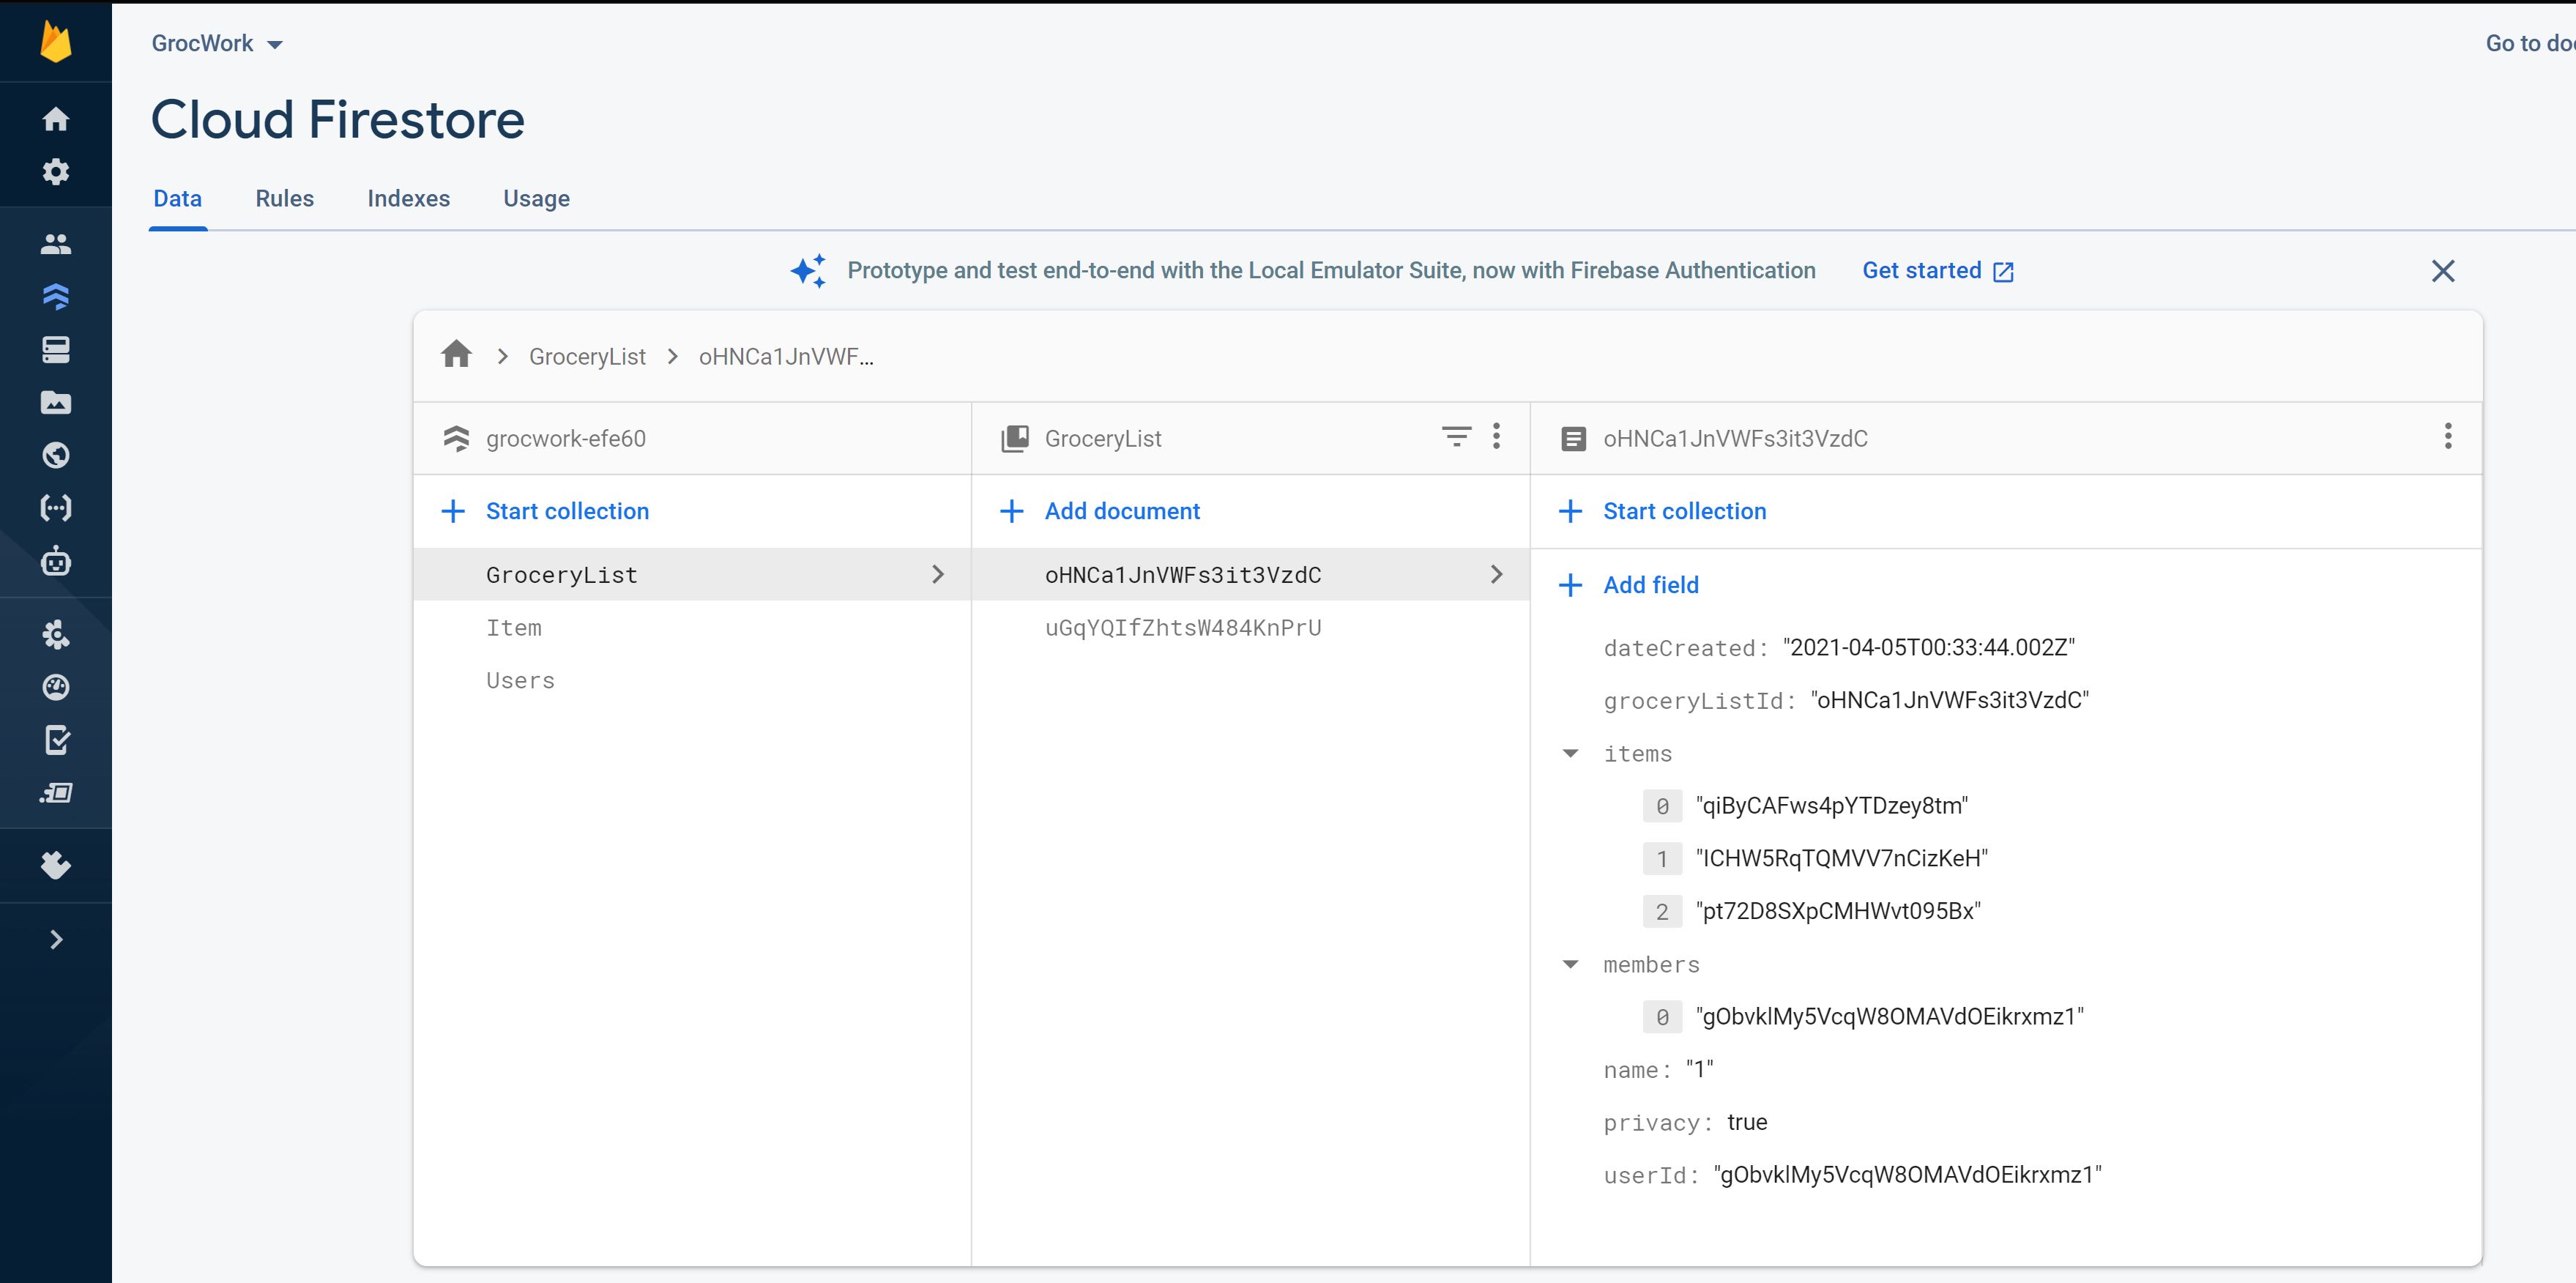 GrocWork
Go to do
Cloud Firestore
Data Rules Indexes Usage
Prototype and test end-to-end with the Local Emulator Suite, now with Firebase Authentication Get started
GroceryList oHNCa1JnVWF...
grocwork-efe60
Start collection
GroceryList
Item
Users
GroceryList
Add document
oHNCa1JnVWFs3it3VzdC
uGqYQIfZhtsW484KnPrU
oHNCa1JnVWFs3it3VzdC
Start collection
Add field
dateCreated: "2021-04-05T00:33:44.002Z"
groceryListId: "oHNCa1JnVWFs3it3VzdC"
items
0 "qiByCAFws4pYTDzey8tm"
1 "ICHW5RqTQMVV7nCizKeH"
2 "pt72D8SXpCMHWvt095Bx"
members
0 "gObvklMy5VcqW8OMAVdOEikrxmz1"
name: "1"
privacy: true
userId: "gObvklMy5VcqW8OMAVdOEikrxmz1"